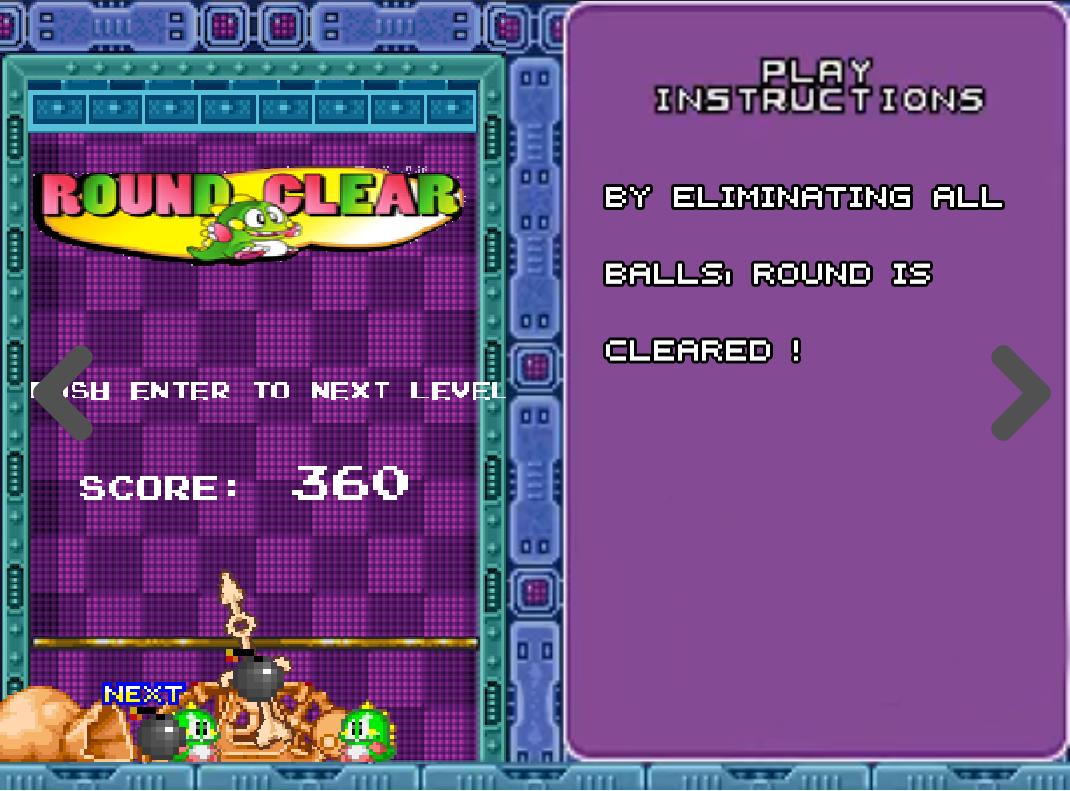 ROUND CLEAR
ENTER TO NEXT LEVEL
SCORE: 360
NEXT
PLAY
INSTRUCTIONS
BY ELIMINATING ALL
BALLS, ROUND IS
CLEARED !